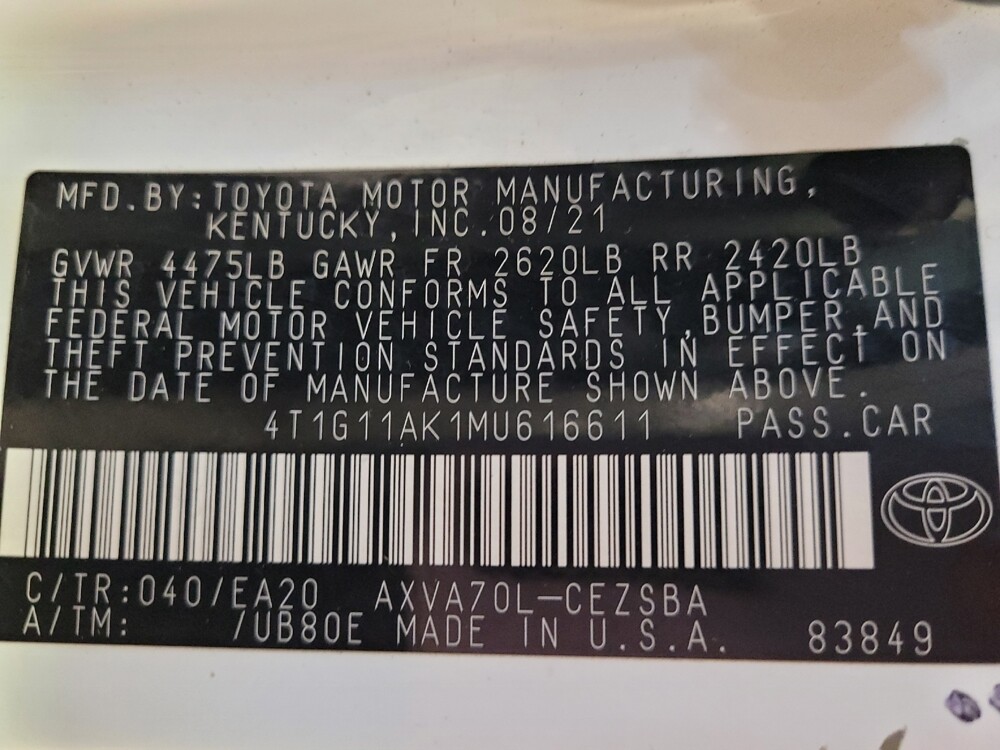 MFD.BY:TOYOTA MOTOR MANUFACTURING,
KENTUCKY,INC.08/21
GVWR 4475LB GAWR FR 2620LB RR 2420LB
THIS VEHICLE CONFORMS TO ALL APPLICABLE
FEDERAL MOTOR VEHICLE SAFETY,BUMPER,AND
THEFT PREVENTION STANDARDS IN EFFECT ON
THE DATE OF MANUFACTURE SHOWN ABOVE.
4T1G11AK1MU616611 PASS.CAR
C/TR:040/EA20 AXVA70L-CEZSBA
A/TM: /UB80E MADE IN U.S.A. 83849